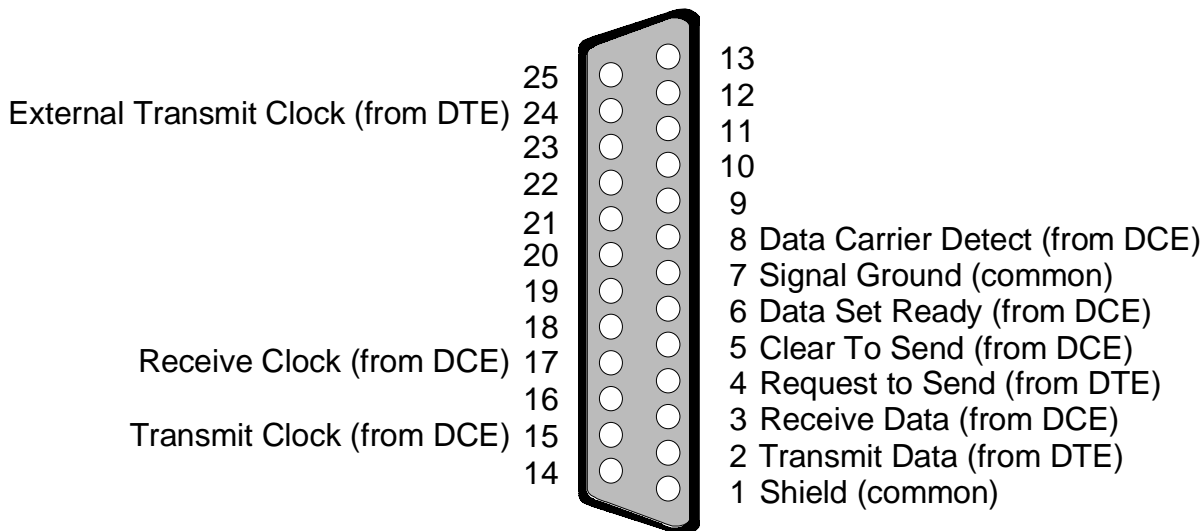 25
External Transmit Clock (from DTE) 24
23
22
21
20
19
18
Receive Clock (from DCE) 17
16
Transmit Clock (from DCE) 15
14
13
12
11
10
9
8 Data Carrier Detect (from DCE)
7 Signal Ground (common)
6 Data Set Ready (from DCE)
5 Clear To Send (from DCE)
4 Request to Send (from DTE)
3 Receive Data (from DCE)
2 Transmit Data (from DTE)
1 Shield (common)